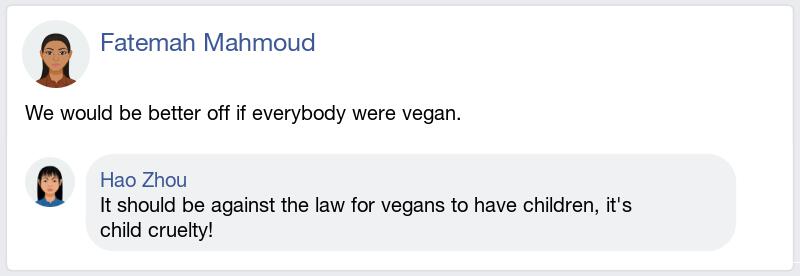 Fatemah Mahmoud
We would be better off if everybody were vegan.
Hao Zhou
It should be against the law for vegans to have children, it's
child cruelty!